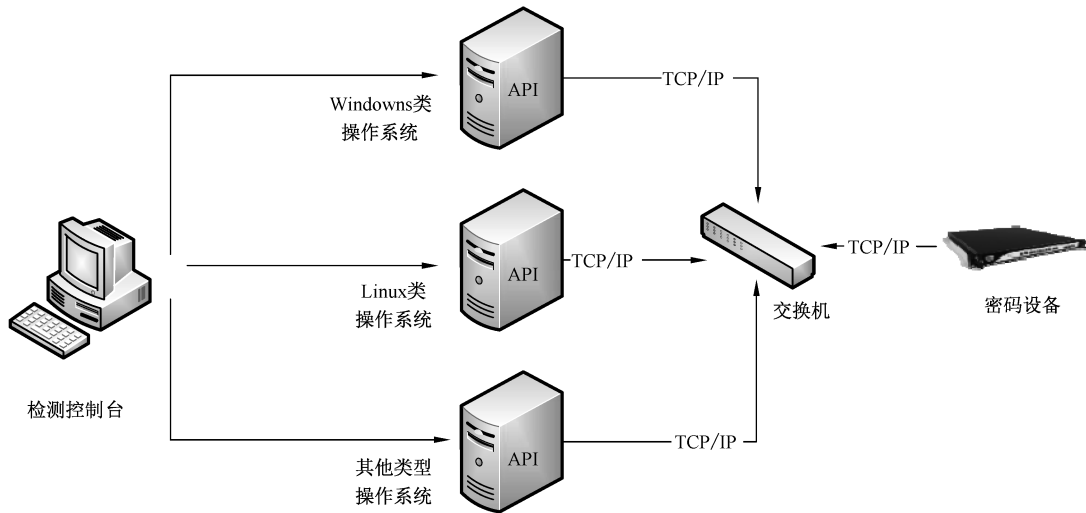 API
TCP/IP
Windowns类
操作系统
API
TCP/IP
TCP/IP
Linux类
操作系统
交换机
密码设备
检测控制台
API
TCP/IP
其他类型
操作系统